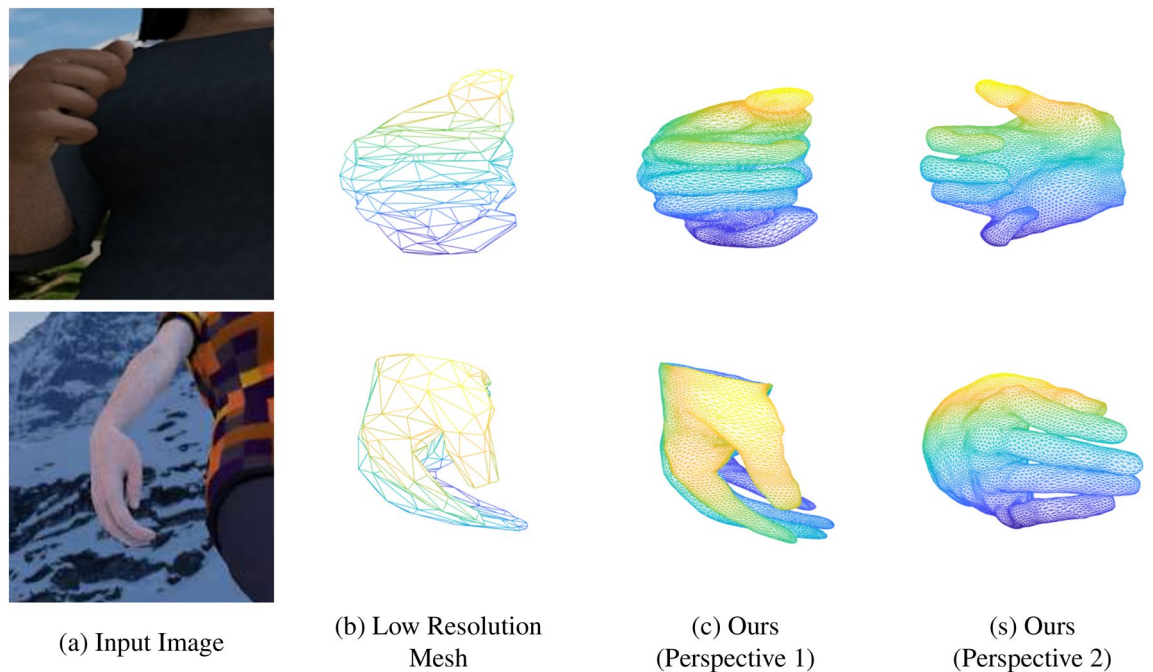 (a) Input Image
(b) Low Resolution
Mesh
(c) Ours
(Perspective 1)
(s) Ours
(Perspective 2)